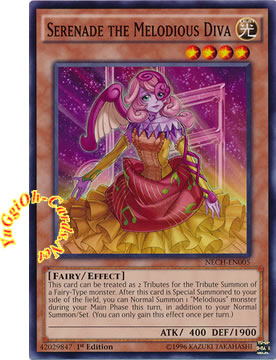 SERENADE THE MELODIOUS DIVA
光
YuGgiOh-Cards.Net
NECH-EN005
[FAIRY/EFFECT]
This card can be treated as 2 Tributes for the Tribute Summon of
a Fairy-Type monster. After this card is Special Summoned to your
side of the field, you can Normal Summon 1 "Melodious" monster
during your Main Phase this turn, in addition to your Normal
Summon/Set. (You can only gain this effect once per turn.)
ATK/ 400 DEF/1900
42029847 1st Edition ©1996 KAZUKI TAKAHASHI